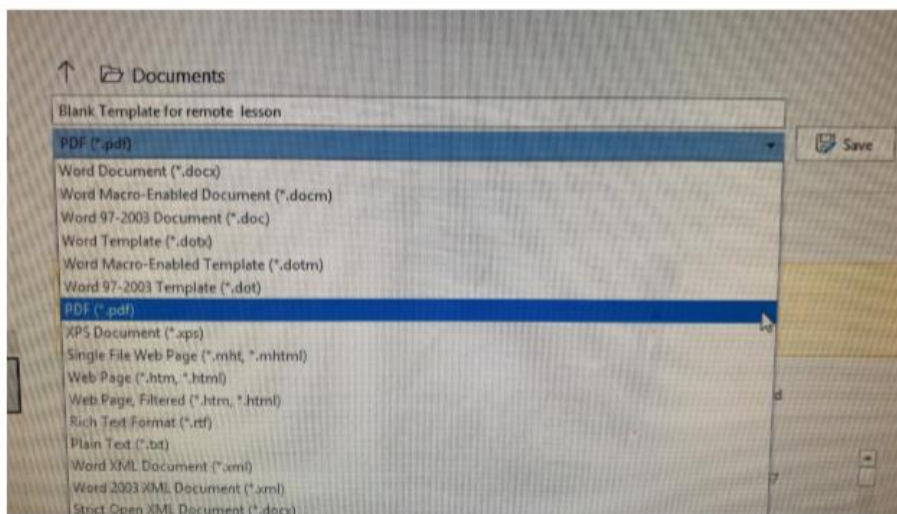 Documents
Blank Template for remote lesson
PDF (*.pdf)
Save
Word Document (*.docx)
Word Macro-Enabled Document (*.docm)
Word 97-2003 Document (*.doc)
Word Template (*.dotx)
Word Macro-Enabled Template (*.dotm)
Word 97-2003 Template (*.dot)
PDF (*.pdf)
XPS Document (*.xps)
Single File Web Page (*.mht, *.mhtml)
Web Page (*.htm, *.html)
Web Page, Filtered (*.htm, *.html)
d
Rich Text Format (*.rtf)
Plain Text (*.txt)
Word XML Document (*.xml)
Word 2003 XML Document (*.xml)
7
Strict Open XML Document (*.docx)